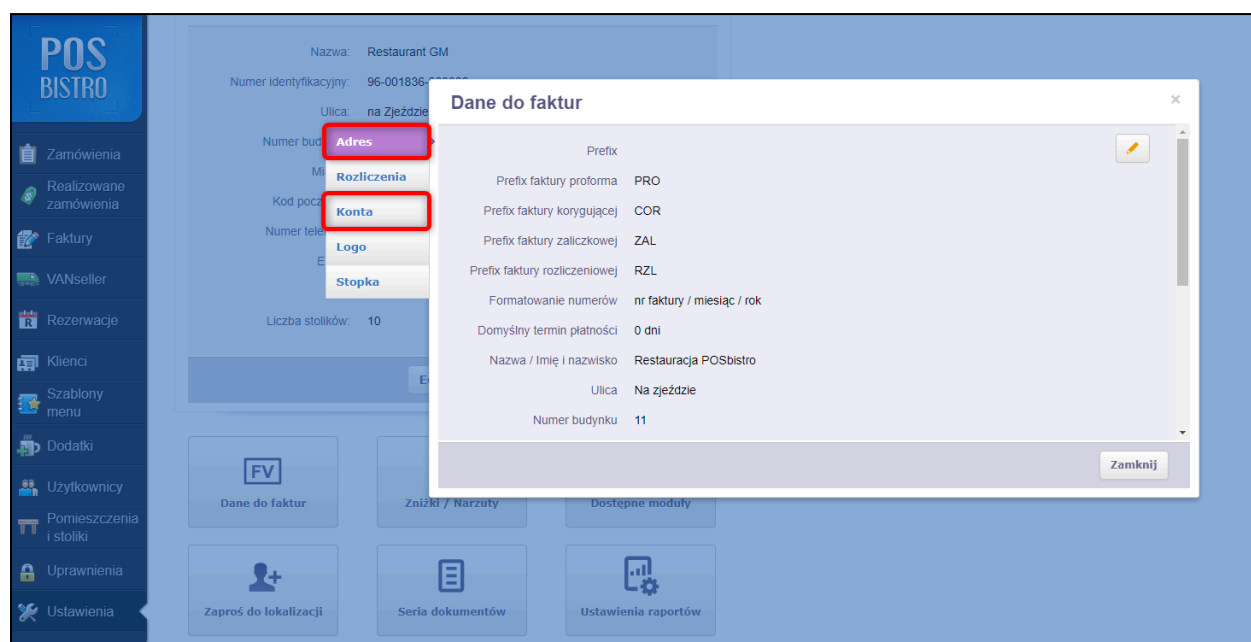 POS
BISTRO
Zamówienia
Realizowane
zamówienia
Faktury
VANseller
Rezerwacje
Klienci
Szablony
menu
Dodatki
Użytkownicy
Pomieszczenia
i stoliki
Uprawnienia
Ustawienia
Nazwa: Restaurant GM
Numer identyfikacyjny: 96-001836-
Ulica: na Zjeździe
Numer bud
Kod pocz
Numer tele
Liczba stolików: 10
Adres
Rozliczenia
Konta
Logo
Stopka
Dane do faktur
×
Prefix
Prefix faktury proforma PRO
Prefix faktury korygującej COR
Prefix faktury zaliczkowej ZAL
Prefix faktury rozliczeniowej RZL
Formatowanie numerów nr faktury / miesiąc / rok
Domyślny termin płatności 0 dni
Nazwa / Imię i nazwisko Restauracja POSbistro
Ulica Na zjeździe
Numer budynku 11
Zamknij
FV
Dane do faktur
Zniżki / Narzuty
Dostępne moduły
Zaproś do lokalizacji
Seria dokumentów
Ustawienia raportów